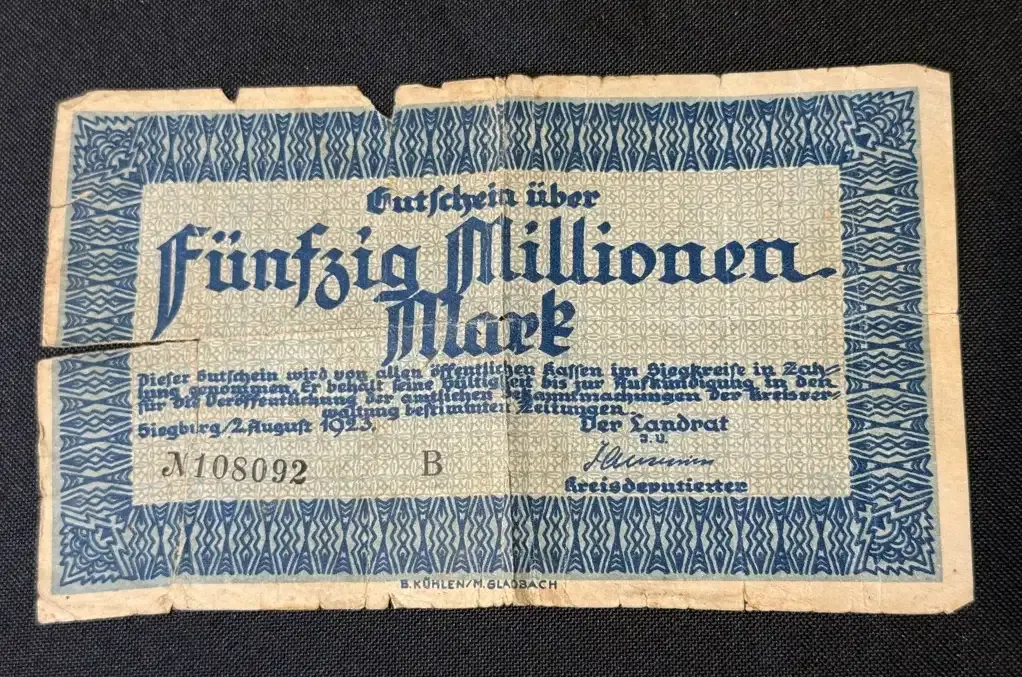 Gutschein über
Fünfzig Millionen
Mark
Dieser Gutschein wird von allen öffentlichen Kassen im Siegkreise in Zah-
lung genommen. Er behält seine Gültigkeit bis zur Aufkündigung in den
für die Veröffentlichung der amtlichen Bekanntmachungen der Kreisver-
waltung bestimmten Zeitungen.
Siegburg/2. August 1923.
Der Landrat
J.V.
Kreisdeputierter
№ 108092
B
B. KÜHLEN/M. GLADBACH